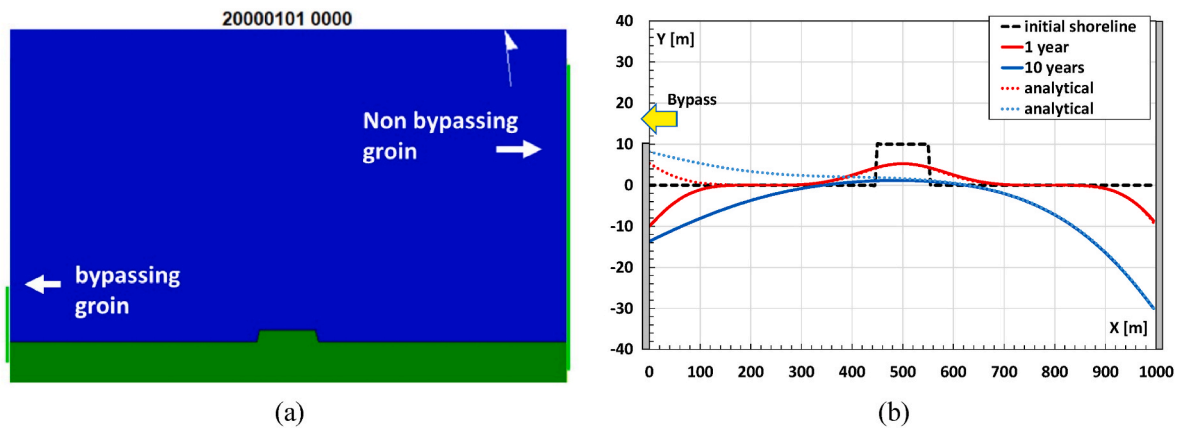 20000101 0000
Non bypassing
groin
bypassing
groin
(a)
Y [m]
initial shoreline
1 year
10 years
analytical
analytical
Bypass
40
30
20
10
0
-10
-20
-30
-40
X [m]
0 100 200 300 400 500 600 700 800 900 1000
(b)